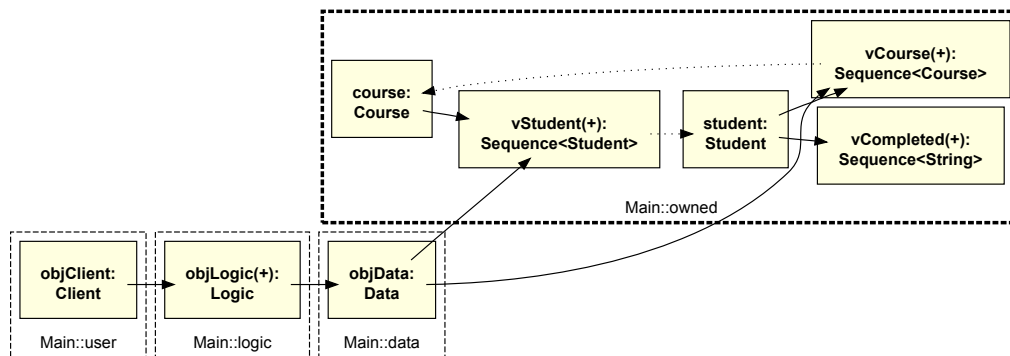 vCourse(+):
Sequence<Course>
course:
Course
vStudent(+):
Sequence<Student>
student:
Student
vCompleted(+):
Sequence<String>
Main::owned
objClient:
Client
objLogic(+):
Logic
objData:
Data
Main::user
Main::logic
Main::data